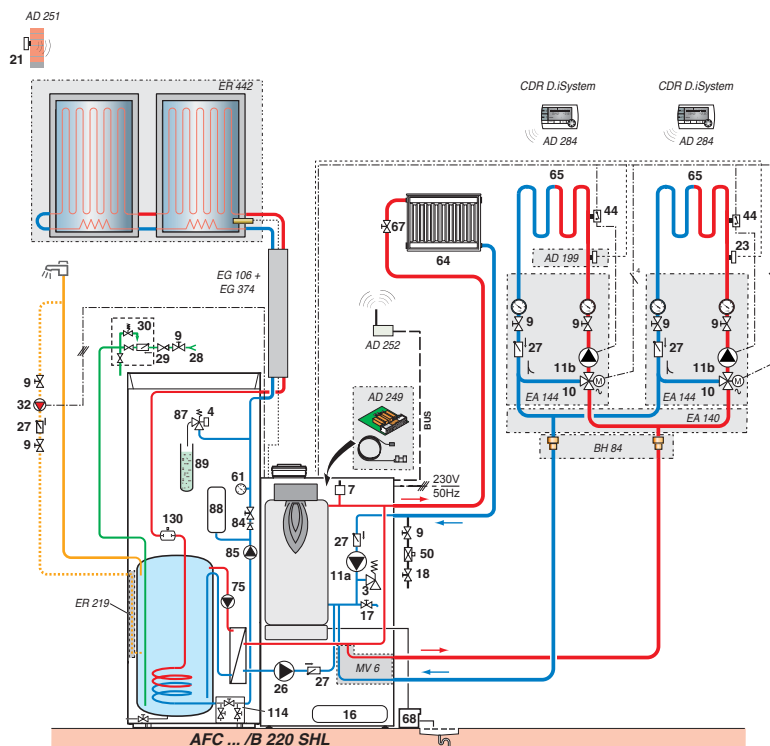 AD 251
21
ER 442
CDR D.iSystem
CDR D.iSystem
AD 284
AD 284
65
65
44
44
67
64
23
AD 199
EG 106 +
EG 374
4
30
9
29
28
9
9
9
9
27
27
11b
11b
AD 252
10
M
10
M
EA 144
EA 144
EA 140
BH 84
AD 249
BUS
9
32
27
9
87
4
89
61
88
84
85
7
230V
50Hz
27
9
50
18
11a
3
17
130
75
ER 219
MV 6
26
27
114
16
68
AFC ... /B 220 SHL